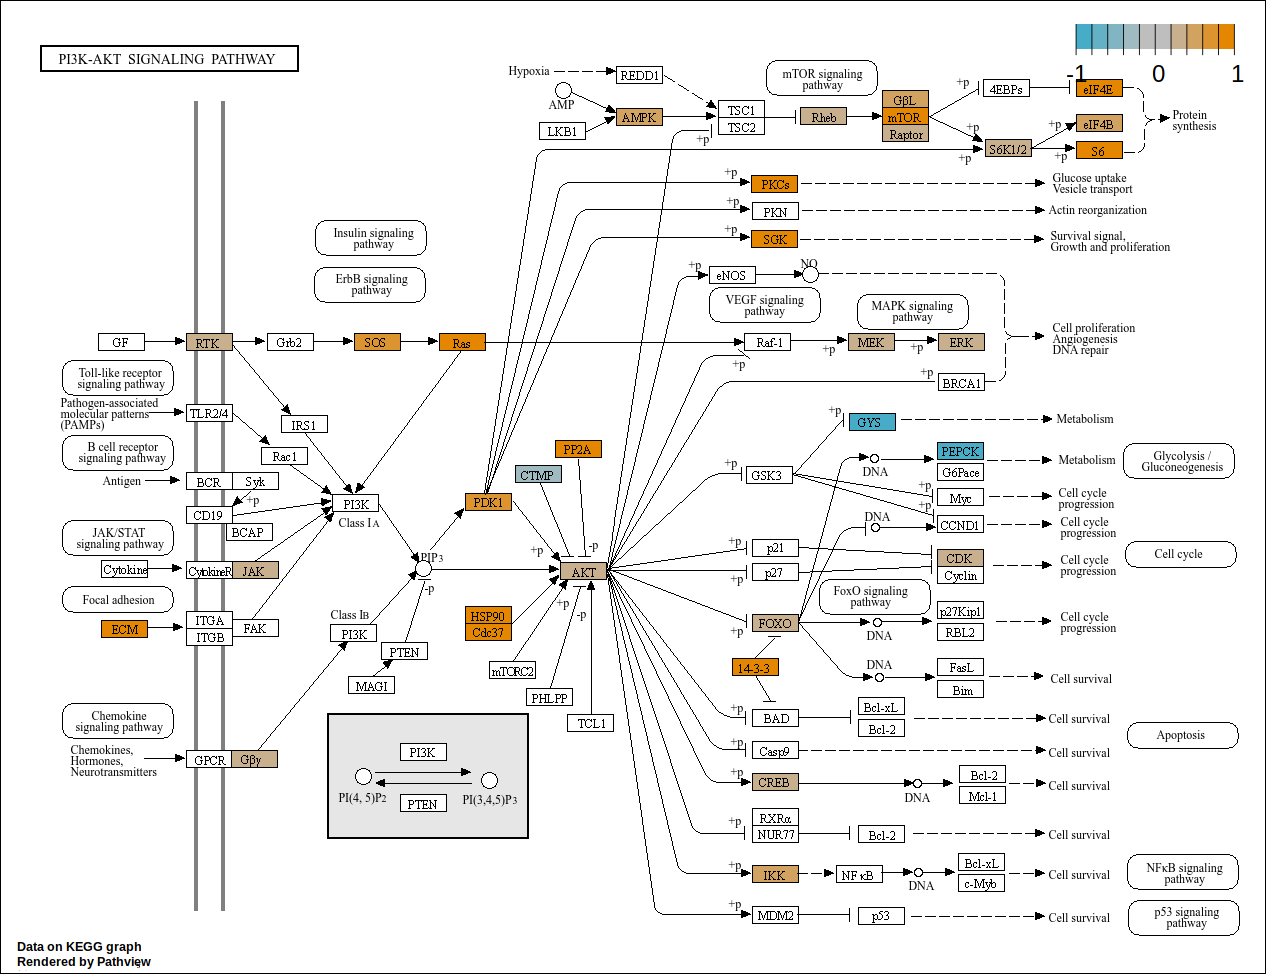 PI3K-AKT SIGNALING PATHWAY
-1 0 1
Hypoxia
REDD1
mTOR signaling
pathway
AMP
AMPK
LKB1
TSC1
TSC2
+p
Rheb
GβL
mTOR
Raptor
+p
4EBPs
eIF4E
+p
S6K1/2
+p
+p
eIF4B
+p
S6
Protein
synthesis
+p
PKCs
Glucose uptake
Vesicle transport
+p
PKN
Actin reorganization
+p
SGK
Survival signal,
Growth and proliferation
Insulin signaling
pathway
ErbB signaling
pathway
+p
eNOS
NO
VEGF signaling
pathway
MAPK signaling
pathway
GF
RTK
Grb2
SOS
Ras
Raf-1
+p
+p
MEK
+p
ERK
Cell proliferation
Angiogenesis
DNA repair
+p
BRCA1
Toll-like receptor
signaling pathway
Pathogen-associated
molecular patterns
(PAMPs)
TLR2/4
IRS1
Rac1
B cell receptor
signaling pathway
Antigen
BCR
Syk
+p
CD19
BCAP
PI3K
Class IA
+p
GYS
Metabolism
PP2A
CTMP
PDK1
+p
-p
+p
GSK3
DNA
PEPCK
G6Pace
Metabolism
Glycolysis /
Gluconeogenesis
+p
Myc
Cell cycle
progression
DNA
+p
CCND1
Cell cycle
progression
JAK/STAT
signaling pathway
Cytokine
CytokineR
JAK
PIP3
-p
AKT
+p
p21
+p
p27
CDK
Cyclin
Cell cycle
progression
Cell cycle
Focal adhesion
ECM
ITGA
ITGB
FAK
Class IB
PI3K
PTEN
MAGI
HSP90
Cdc37
+p
-p
mTORC2
PHLPP
TCL1
FoxO signaling
pathway
+p
FOXO
DNA
p27Kip1
RBL2
Cell cycle
progression
14-3-3
DNA
FasL
Bim
Cell survival
Chemokine
signaling pathway
Chemokines,
Hormones,
Neurotransmitters
GPCR
Gβγ
PI3K
PI(4, 5)P2
PI(3,4,5)P3
PTEN
+p
BAD
Bcl-xL
Bcl-2
Cell survival
+p
Casp9
Cell survival
Apoptosis
+p
CREB
DNA
Bcl-2
Mcl-1
Cell survival
+p
RXRα
NUR77
Bcl-2
Cell survival
+p
IKK
NFκB
DNA
Bcl-xL
c-Myb
Cell survival
NFκB signaling
pathway
+p
MDM2
p53
Cell survival
p53 signaling
pathway
Data on KEGG graph
Rendered by Pathview